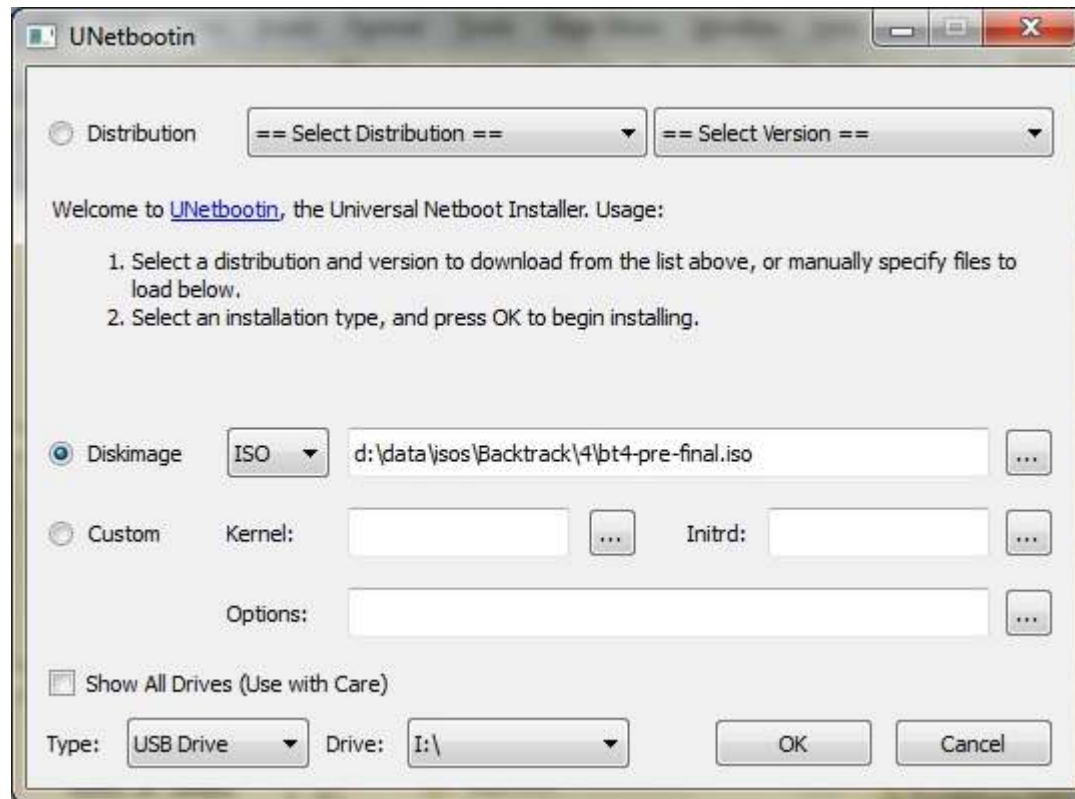 UNetbootin
Distribution == Select Distribution == == Select Version ==
Welcome to UNetbootin, the Universal Netboot Installer. Usage:
1. Select a distribution and version to download from the list above, or manually specify files to
load below.
2. Select an installation type, and press OK to begin installing.
Diskimage ISO d:\data\isos\Backtrack\4\bt4-pre-final.iso ...
Custom Kernel: ... Initrd: ...
Options: ...
Show All Drives (Use with Care)
Type: USB Drive Drive: I:\ OK Cancel